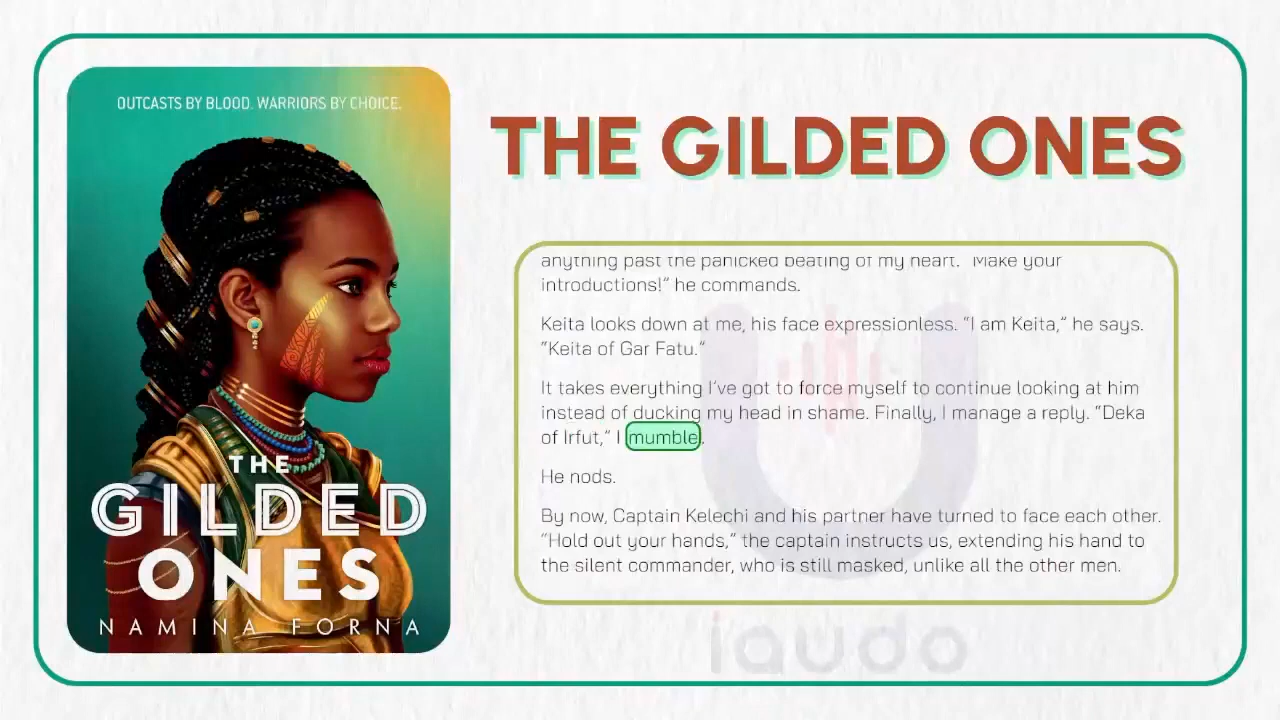 OUTCASTS BY BLOOD. WARRIORS BY CHOICE.
THE
GILDED
ONES
NAMINA FORNA
THE GILDED ONES
anything past the panicked beating of my heart. “Make your
introductions!” he commands.
Keita looks down at me, his face expressionless. “I am Keita,” he says.
“Keita of Gar Fatu.”
It takes everything I’ve got to force myself to continue looking at him
instead of ducking my head in shame. Finally, I manage a reply. “Deka
of Irfut,” I mumble.
He nods.
By now, Captain Kelechi and his partner have turned to face each other.
“Hold out your hands,” the captain instructs us, extending his hand to
the silent commander, who is still masked, unlike all the other men.
iaudo